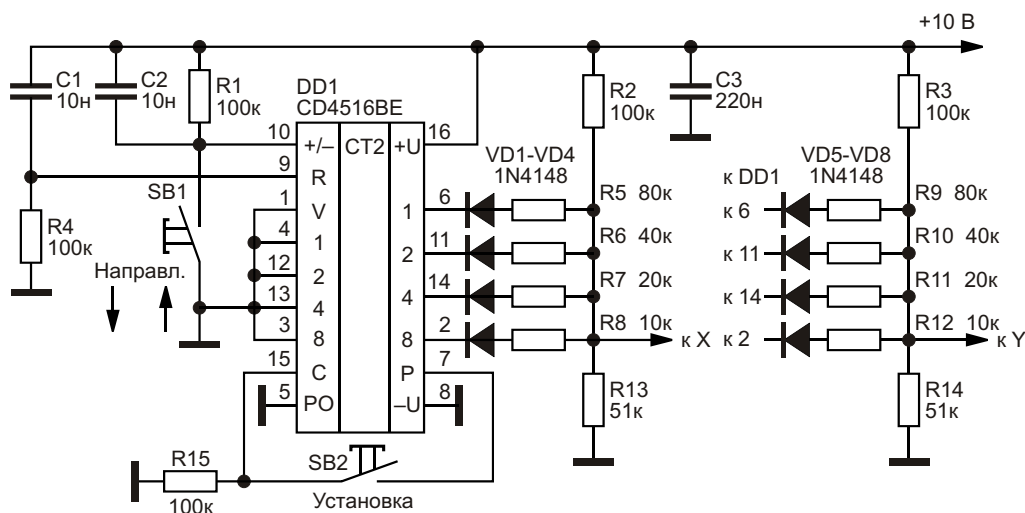 +10 В
C1
10н
C2
10н
R1
100к
DD1
CD4516BE
R2
100к
C3
220н
R3
100к
10
+/–
CT2
+U
16
9
R
VD1-VD4
1N4148
VD5-VD8
1N4148
SB1
1
V
1
6
R5 80к
к DD1
к 6
R9 80к
R4
100к
4
1
2
11
R6 40к
к 11
R10 40к
Направл.
12
2
4
14
R7 20к
к 14
R11 20к
13
4
8
2
R8 10к
к X
к 2
R12 10к
к Y
3
8
15
C
P
7
R13
51к
R14
51к
5
PO
–U
8
R15
100к
SB2
Установка